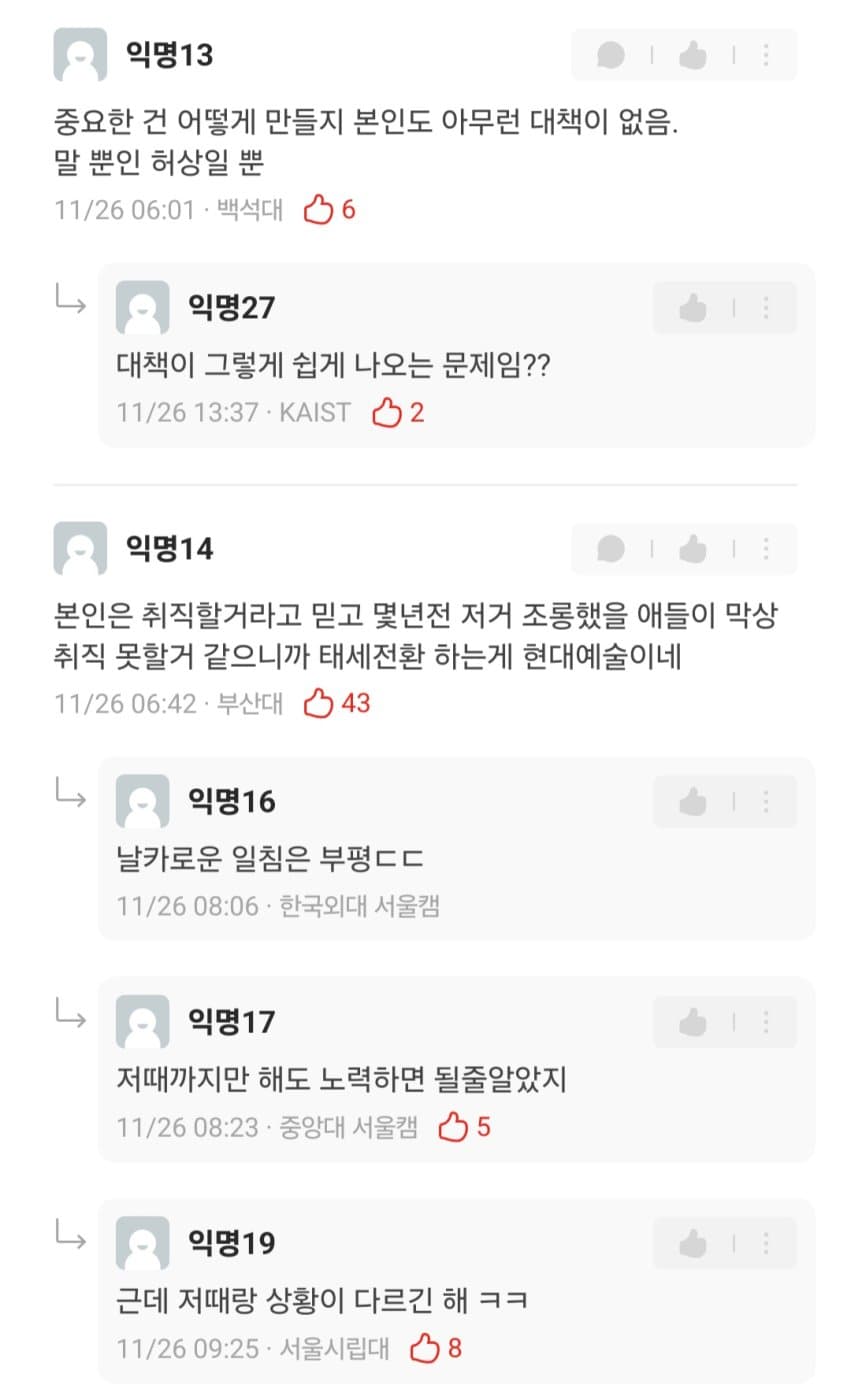 익명13
중요한 건 어떻게 만들지 본인도 아무런 대책이 없음.
말 뿐인 허상일 뿐
11/26 06:01 · 백석대 6
익명27
대책이 그렇게 쉽게 나오는 문제임??
11/26 13:37 · KAIST 2
익명14
본인은 취직할거라고 믿고 몇년전 저거 조롱했을 애들이 막상
취직 못할거 같으니까 태세전환 하는게 현대예술이네
11/26 06:42 · 부산대 43
익명16
날카로운 일침은 부평ㄷㄷ
11/26 08:06 · 한국외대 서울캠
익명17
저때까지만 해도 노력하면 될줄알았지
11/26 08:23 · 중앙대 서울캠 5
익명19
근데 저때랑 상황이 다르긴 해 ㅋㅋ
11/26 09:25 · 서울시립대 8